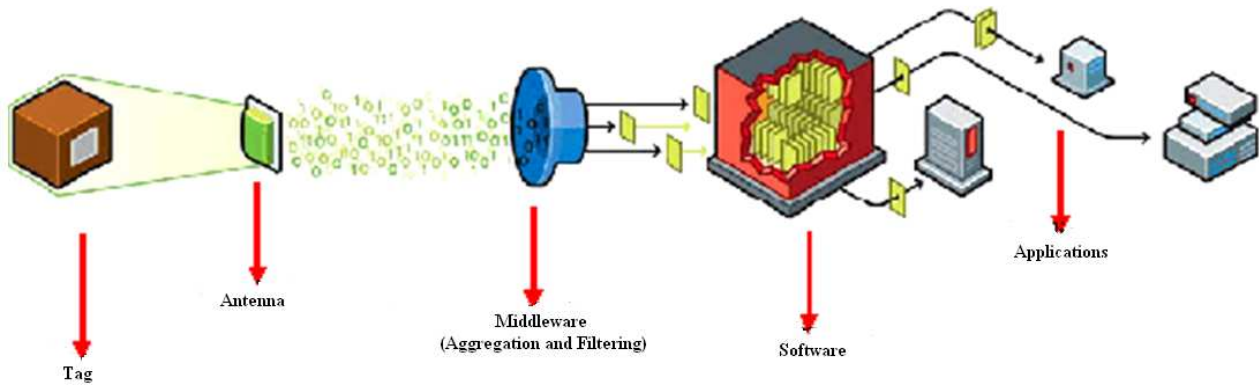 Applications
Antenna
Middleware
(Aggregation and Filtering)
Software
Tag